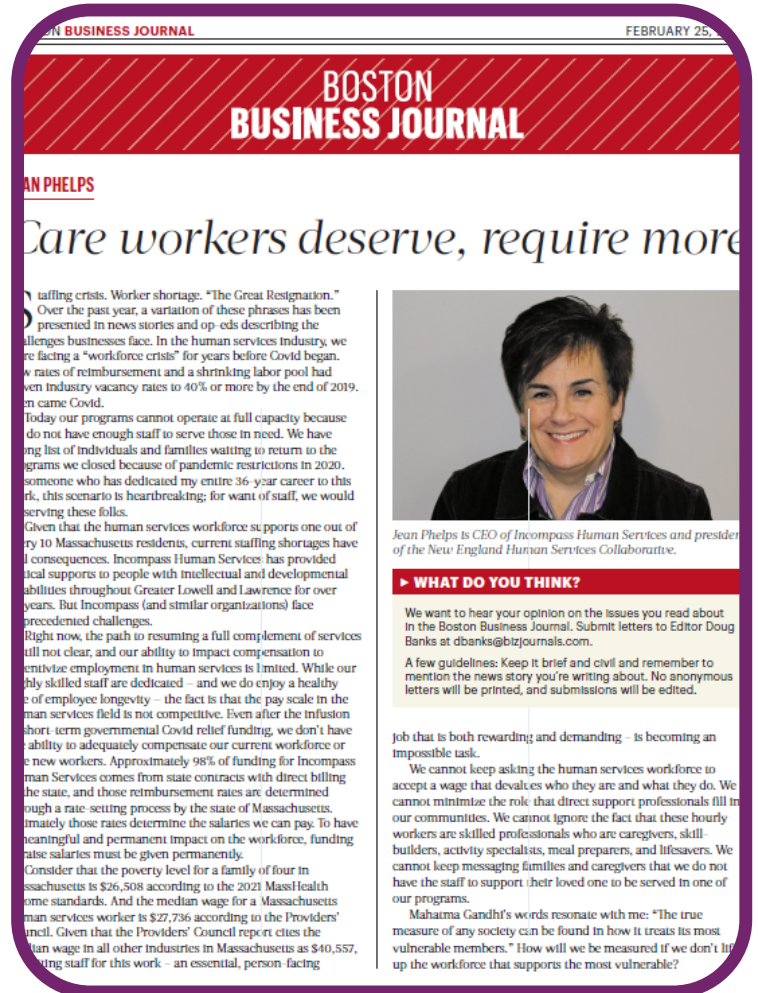 ON BUSINESS JOURNAL
FEBRUARY 25,
BOSTON
BUSINESS JOURNAL
AN PHELPS
Care workers deserve, require more
Staffing crisis. Worker shortage. “The Great Resignation.”
Over the past year, a variation of these phrases has been
presented in news stories and op-eds describing the
allenges businesses face. In the human services industry, we
re facing a “workforce crisis” for years before Covid began.
w rates of reimbursement and a shrinking labor pool had
ven industry vacancy rates to 40% or more by the end of 2019.
en came Covid.
Today our programs cannot operate at full capacity because
do not have enough staff to serve those in need. We have
ong list of individuals and families waiting to return to the
ograms we closed because of pandemic restrictions in 2020.
someone who has dedicated my entire 36-year career to this
rk, this scenario is heartbreaking; for want of staff, we would
serving these folks.
Given that the human services workforce supports one out of
ry 10 Massachusetts residents, current staffing shortages have
l consequences. Incompass Human Services has provided
tical supports to people with intellectual and developmental
abilities throughout Greater Lowell and Lawrence for over
years. But Incompass (and similar organizations) face
precedented challenges.
Right now, the path to resuming a full complement of services
till not clear, and our ability to impact compensation to
entivize employment in human services is limited. While our
ghly skilled staff are dedicated – and we do enjoy a healthy
e of employee longevity – the fact is that the pay scale in the
man services field is not competitive. Even after the infusion
short-term governmental Covid relief funding, we don’t have
ability to adequately compensate our current workforce or
e new workers. Approximately 98% of funding for Incompass
man Services comes from state contracts with direct billing
the state, and those reimbursement rates are determined
ough a rate-setting process by the state of Massachusetts.
imately those rates determine the salaries we can pay. To have
eaningful and permanent impact on the workforce, funding
raise salaries must be given permanently.
Consider that the poverty level for a family of four in
ssachusetts is $26,508 according to the 2021 MassHealth
ome standards. And the median wage for a Massachusetts
man services worker is $27,736 according to the Providers’
uncil. Given that the Providers’ Council report cites the
dian wage in all other industries in Massachusetts as $40,557,
ting staff for this work – an essential, person-facing
Jean Phelps is CEO of Incompass Human Services and presiden
of the New England Human Services Collaborative.
► WHAT DO YOU THINK?
We want to hear your opinion on the issues you read about
in the Boston Business Journal. Submit letters to Editor Doug
Banks at dbanks@bizjournals.com.
A few guidelines: Keep it brief and civil and remember to
mention the news story you’re writing about. No anonymous
letters will be printed, and submissions will be edited.
job that is both rewarding and demanding – is becoming an
impossible task.
We cannot keep asking the human services workforce to
accept a wage that devalues who they are and what they do. We
cannot minimize the role that direct support professionals fill in
our communities. We cannot ignore the fact that these hourly
workers are skilled professionals who are caregivers, skill-
builders, activity specialists, meal preparers, and lifesavers. We
cannot keep messaging families and caregivers that we do not
have the staff to support their loved one to be served in one of
our programs.
Mahatma Gandhi’s words resonate with me: “The true
measure of any society can be found in how it treats its most
vulnerable members.” How will we be measured if we don’t lif
up the workforce that supports the most vulnerable?